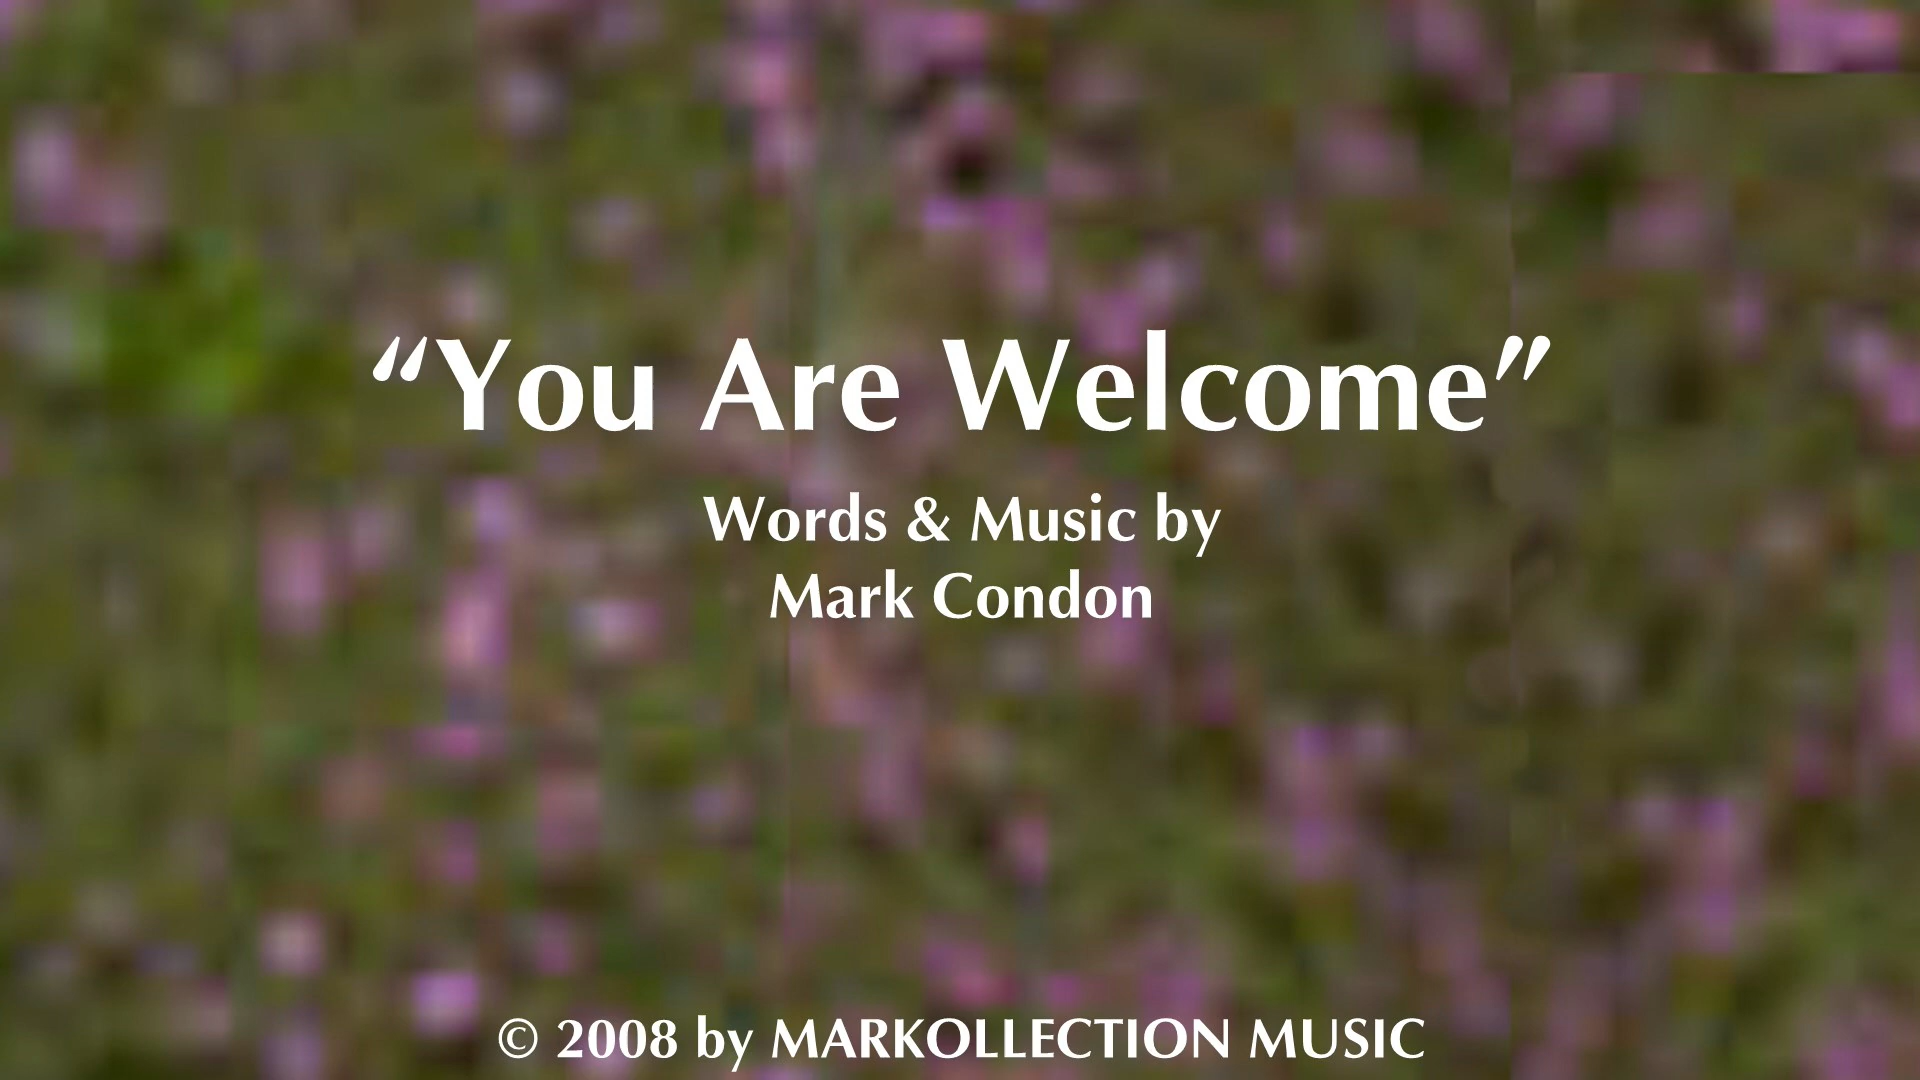 “You Are Welcome”
Words & Music by
Mark Condon
© 2008 by MARKOLLECTION MUSIC